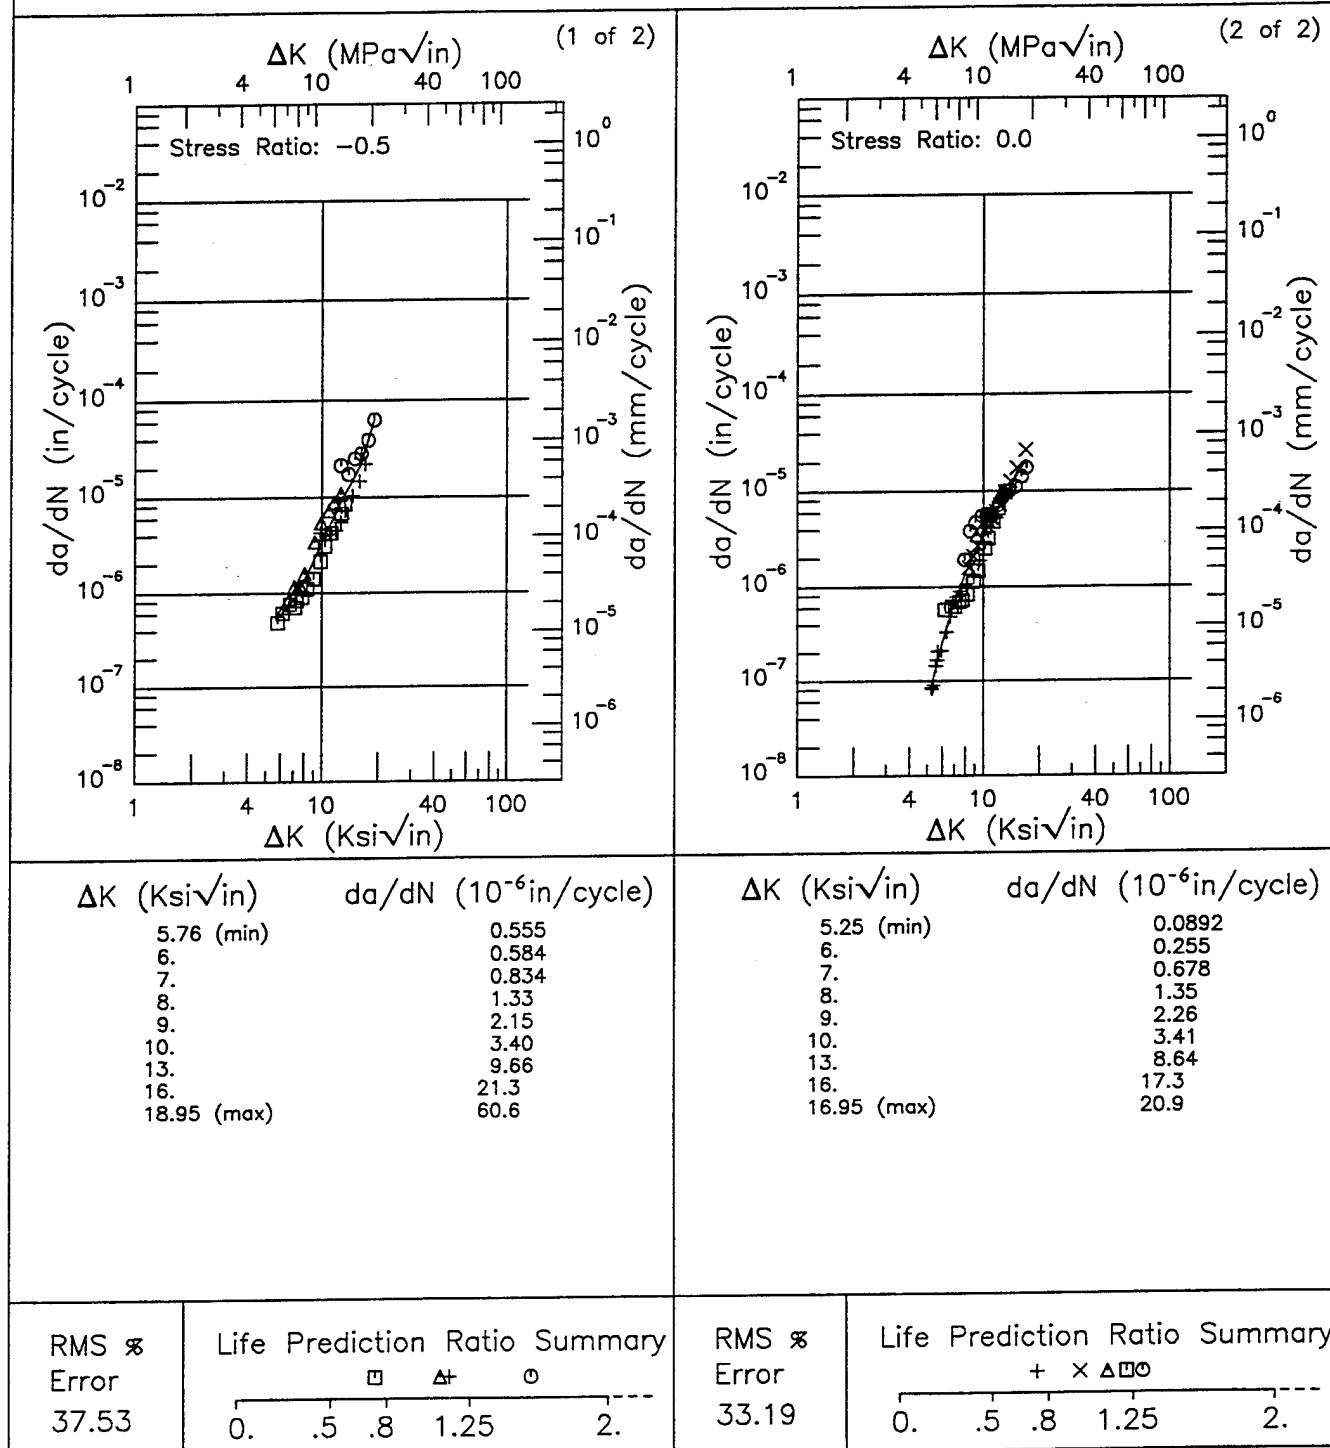 (1 of 2)
ΔK (MPa√in)
1 4 10 40 100
Stress Ratio: -0.5
da/dN (in/cycle)
10⁻²
10⁻³
10⁻⁴
10⁻⁵
10⁻⁶
10⁻⁷
10⁻⁸
10⁰
10⁻¹
10⁻²
10⁻³
10⁻⁴
10⁻⁵
10⁻⁶
da/dN (mm/cycle)
1 4 10 40 100
ΔK (Ksi√in)
ΔK (Ksi√in) da/dN (10⁻⁶in/cycle)
5.76 (min) 0.555
6. 0.584
7. 0.834
8. 1.33
9. 2.15
10. 3.40
13. 9.66
16. 21.3
18.95 (max) 60.6
RMS %
Error
37.53
Life Prediction Ratio Summary
0. .5 .8 1.25 2.
(2 of 2)
ΔK (MPa√in)
1 4 10 40 100
Stress Ratio: 0.0
da/dN (in/cycle)
10⁻²
10⁻³
10⁻⁴
10⁻⁵
10⁻⁶
10⁻⁷
10⁻⁸
10⁰
10⁻¹
10⁻²
10⁻³
10⁻⁴
10⁻⁵
10⁻⁶
da/dN (mm/cycle)
1 4 10 40 100
ΔK (Ksi√in)
ΔK (Ksi√in) da/dN (10⁻⁶in/cycle)
5.25 (min) 0.0892
6. 0.255
7. 0.678
8. 1.35
9. 2.26
10. 3.41
13. 8.64
16. 17.3
16.95 (max) 20.9
RMS %
Error
33.19
Life Prediction Ratio Summary
0. .5 .8 1.25 2.